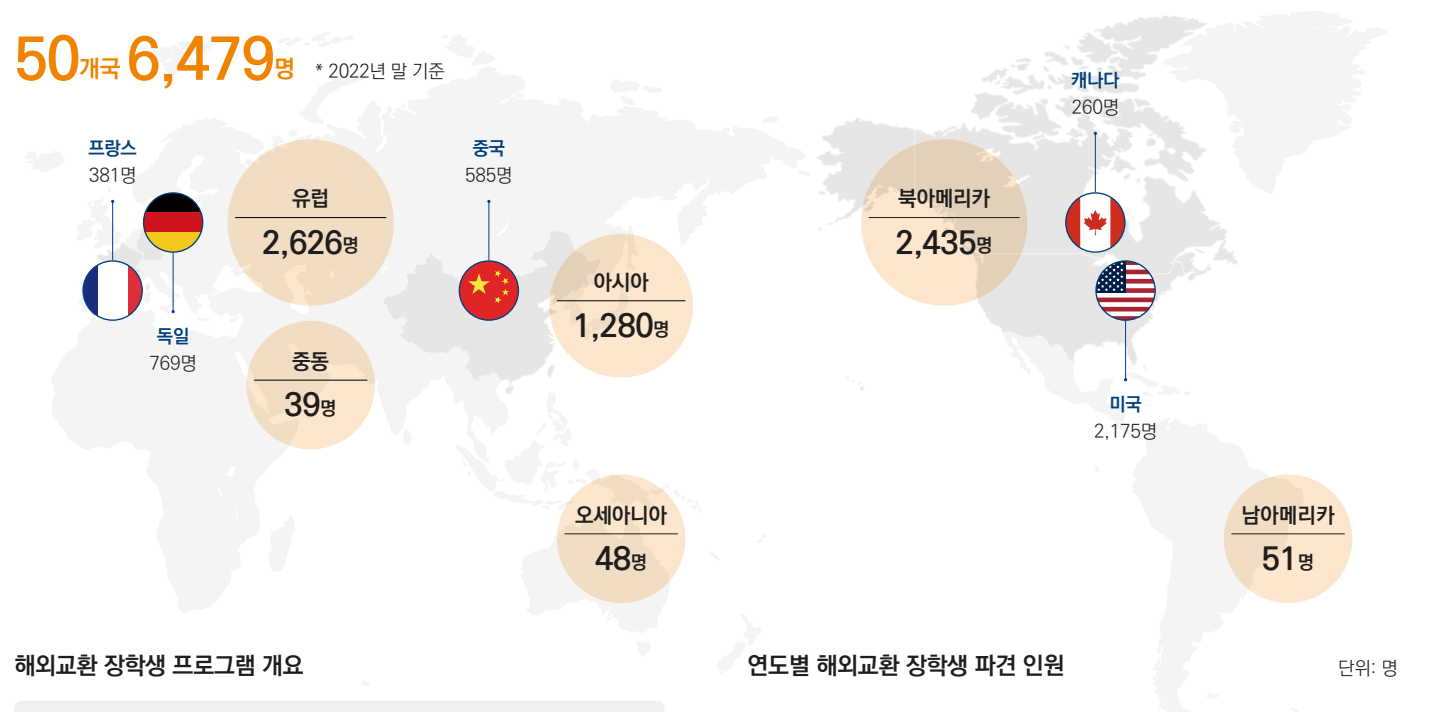 50개국 6,479명 * 2022년 말 기준
프랑스
381명
독일
769명
유럽
2,626명
중동
39명
중국
585명
아시아
1,280명
오세아니아
48명
북아메리카
2,435명
캐나다
260명
미국
2,175명
남아메리카
51명
해외교환 장학생 프로그램 개요
연도별 해외교환 장학생 파견 인원
단위: 명